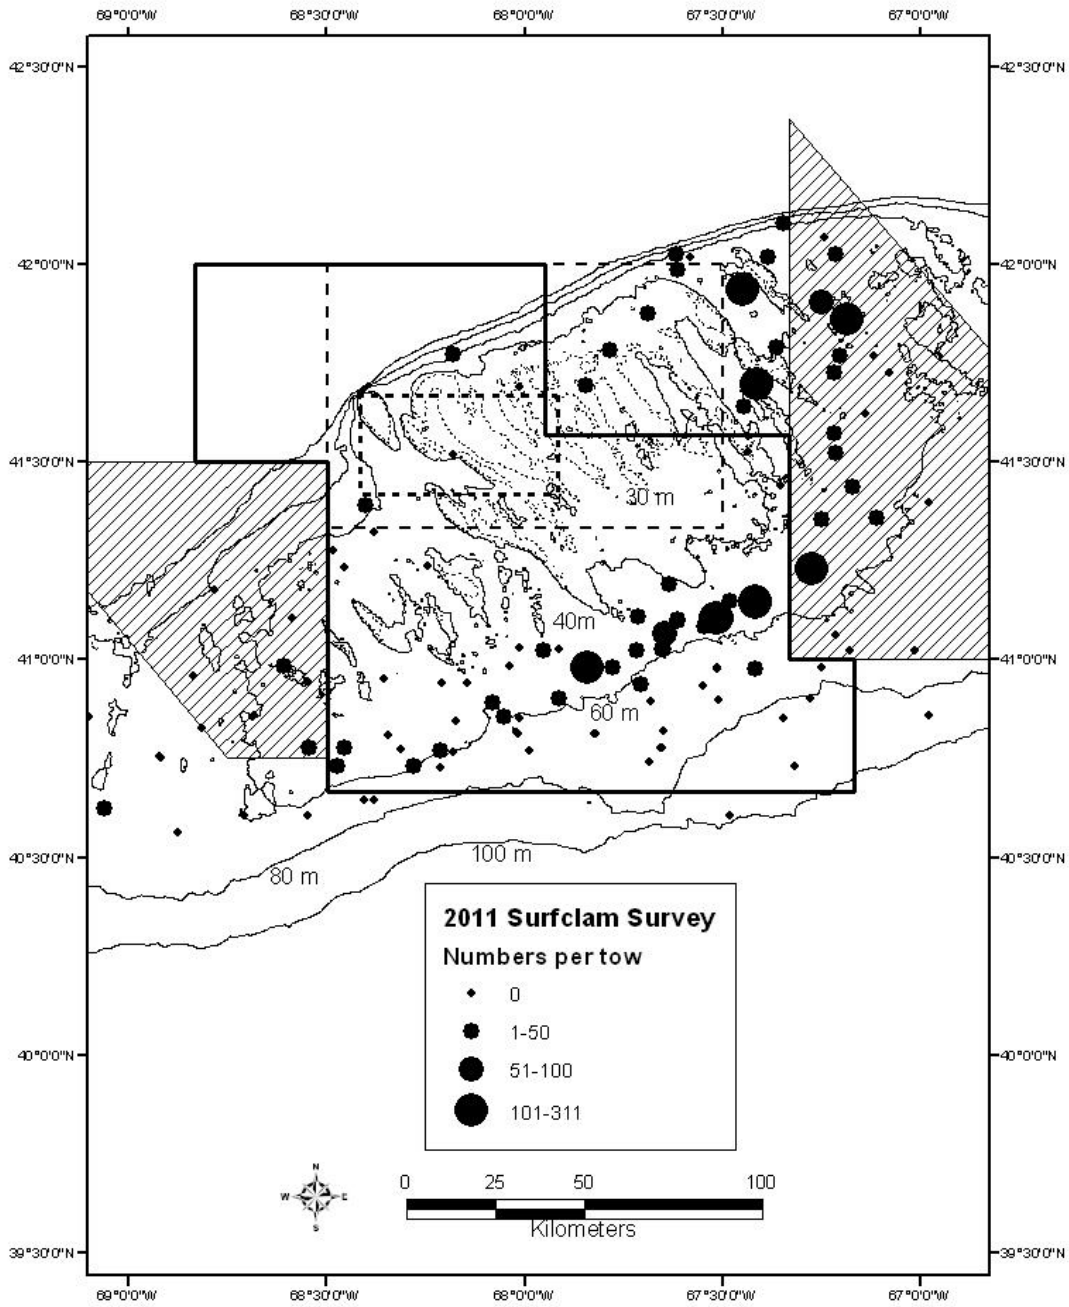 69°0'0"W 68°30'0"W 68°0'0"W 67°30'0"W 67°0'0"W
42°30'0"N 42°30'0"N
42°0'0"N 42°0'0"N
41°30'0"N 41°30'0"N
30 m
40m
41°0'0"N 41°0'0"N
60 m
40°30'0"N 40°30'0"N
100 m
80 m
2011 Surfclam Survey
Numbers per tow
0
1-50
51-100
101-311
40°0'0"N 40°0'0"N
N
W E
S
0 25 50 100
Kilometers
39°30'0"N 39°30'0"N
69°0'0"W 68°30'0"W 68°0'0"W 67°30'0"W 67°0'0"W